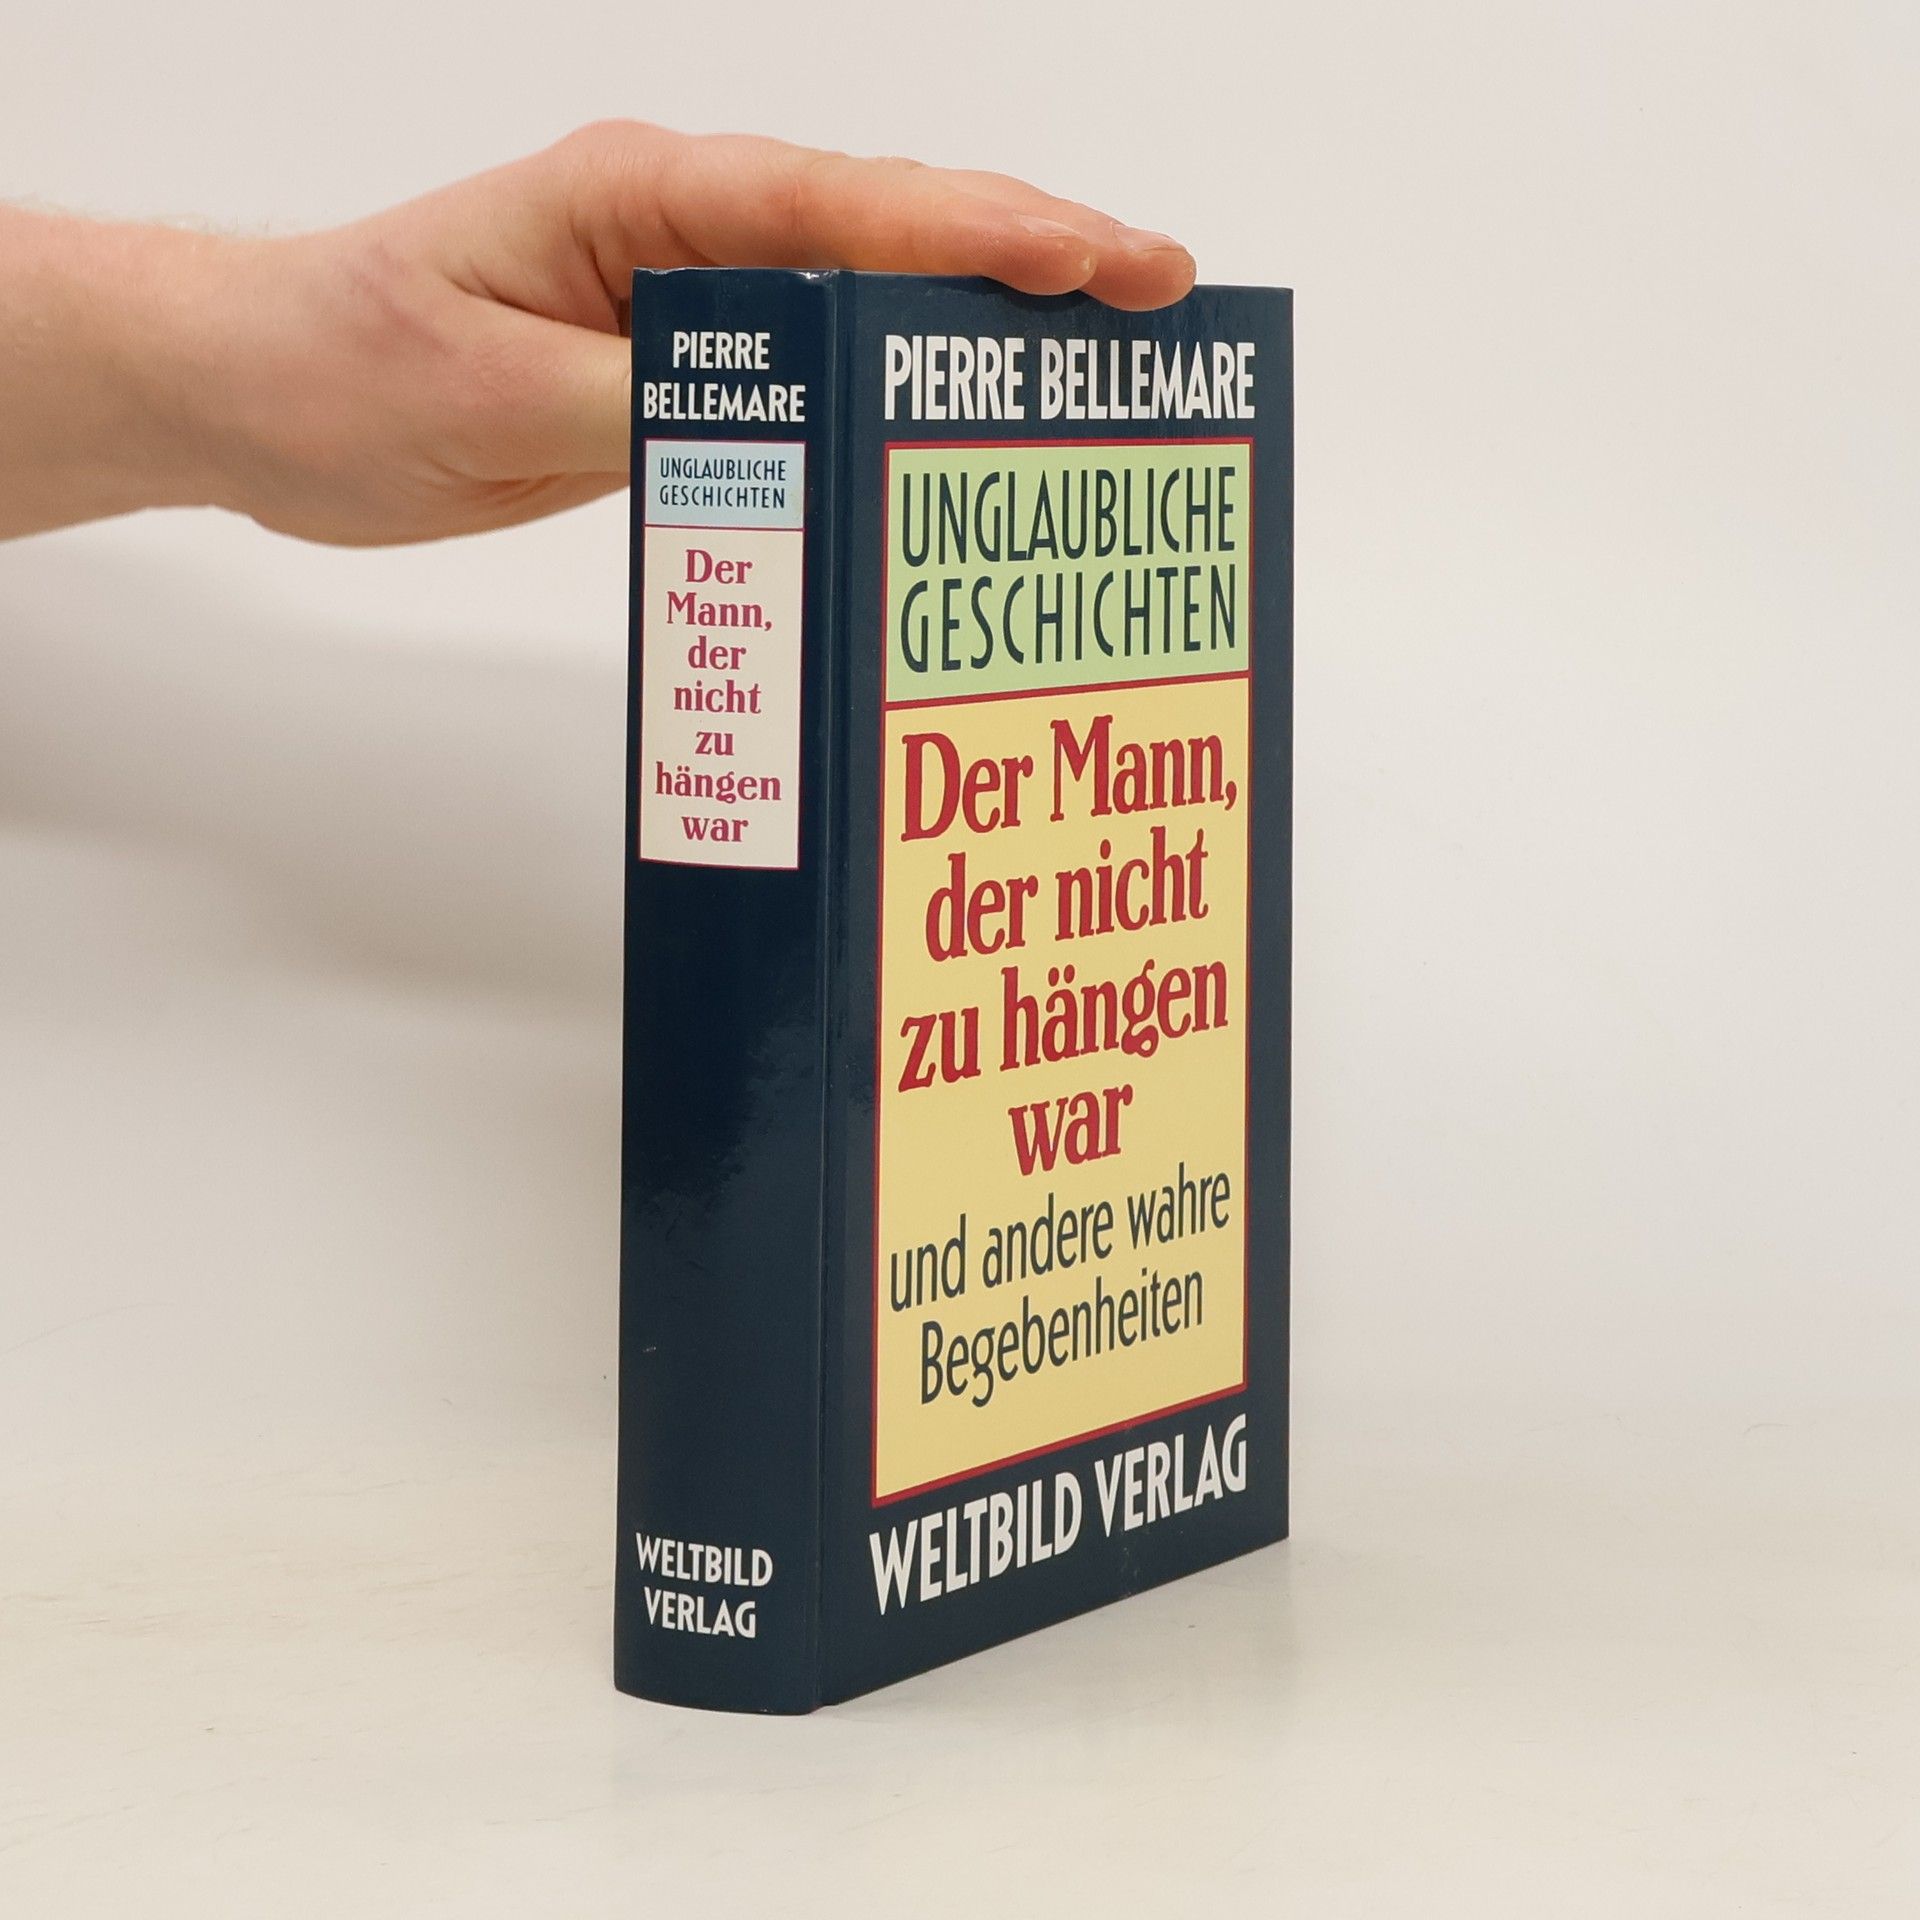 PIERRE
BELLEMARE
UNGLAUBLICHE
GESCHICHTEN
Der
Mann,
der
nicht
zu
hängen
war
WELTBILD
VERLAG
PIERRE BELLEMARE
UNGLAUBLICHE
GESCHICHTEN
Der Mann,
der nicht
zu hängen
war
und andere wahre
Begebenheiten
WELTBILD VERLAG